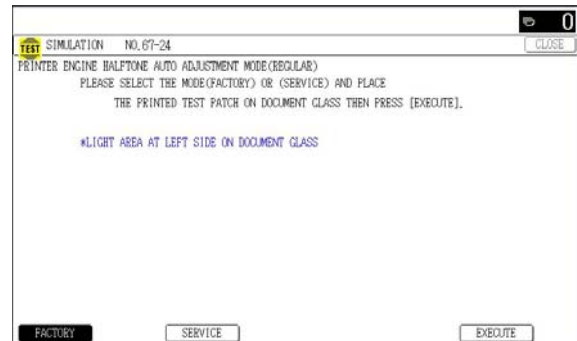 0
TEST SIMULATION NO.67-24 CLOSE
PRINTER ENGINE HALFTONE AUTO ADJUSTMENT MODE(REGULAR)
PLEASE SELECT THE MODE(FACTORY) OR (SERVICE) AND PLACE
THE PRINTED TEST PATCH ON DOCUMENT GLASS THEN PRESS [EXECUTE].
*LIGHT AREA AT LEFT SIDE ON DOCUMENT GLASS
FACTORY SERVICE EXECUTE